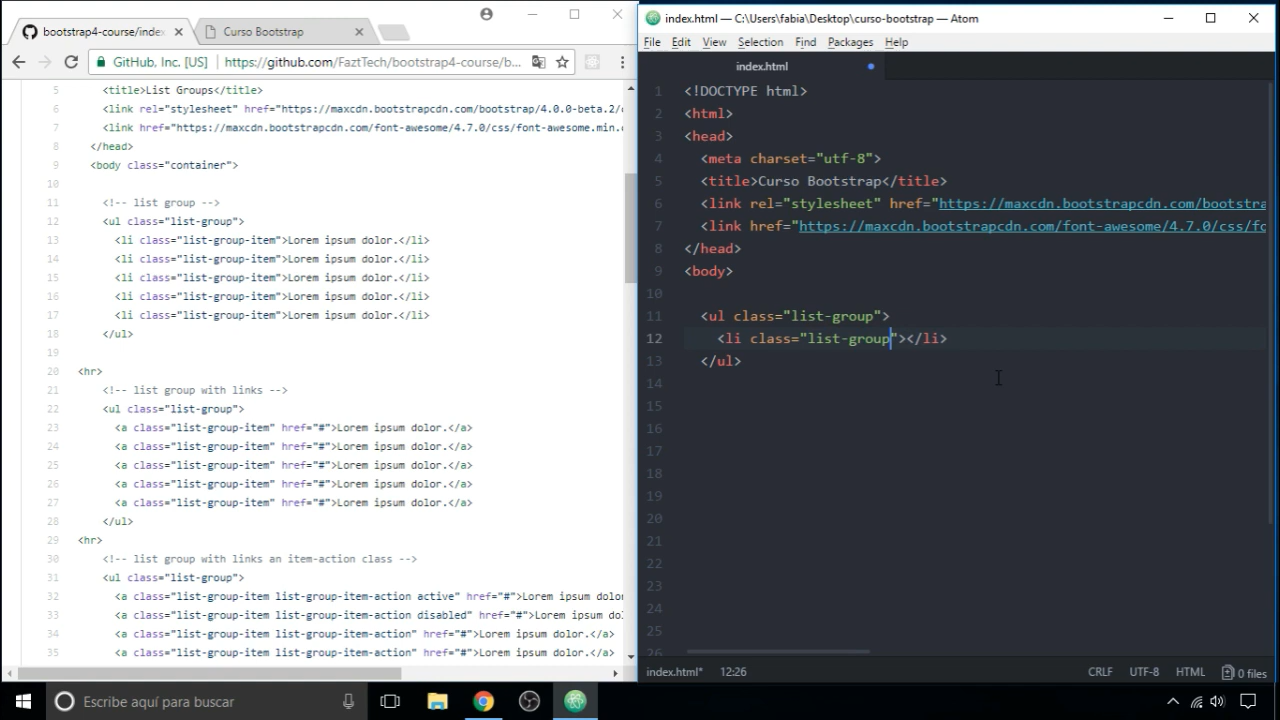 bootstrap4-course/index
Curso Bootstrap
GitHub, Inc. [US]
https://github.com/FaztTech/bootstrap4-course/b...
5 <title>List Groups</title>
6 <link rel="stylesheet" href="https://maxcdn.bootstrapcdn.com/bootstrap/4.0.0-beta.2/c
7 <link href="https://maxcdn.bootstrapcdn.com/font-awesome/4.7.0/css/font-awesome.min.c
8 </head>
9 <body class="container">
10
11 <!-- list group -->
12 <ul class="list-group">
13 <li class="list-group-item">Lorem ipsum dolor.</li>
14 <li class="list-group-item">Lorem ipsum dolor.</li>
15 <li class="list-group-item">Lorem ipsum dolor.</li>
16 <li class="list-group-item">Lorem ipsum dolor.</li>
17 <li class="list-group-item">Lorem ipsum dolor.</li>
18 </ul>
19
20 <hr>
21 <!-- list group with links -->
22 <ul class="list-group">
23 <a class="list-group-item" href="#">Lorem ipsum dolor.</a>
24 <a class="list-group-item" href="#">Lorem ipsum dolor.</a>
25 <a class="list-group-item" href="#">Lorem ipsum dolor.</a>
26 <a class="list-group-item" href="#">Lorem ipsum dolor.</a>
27 <a class="list-group-item" href="#">Lorem ipsum dolor.</a>
28 </ul>
29 <hr>
30 <!-- list group with links an item-action class -->
31 <ul class="list-group">
32 <a class="list-group-item list-group-item-action active" href="#">Lorem ipsum dolo
33 <a class="list-group-item list-group-item-action disabled" href="#">Lorem ipsum do
34 <a class="list-group-item list-group-item-action" href="#">Lorem ipsum dolor.</a>
35 <a class="list-group-item list-group-item-action" href="#">Lorem ipsum dolor.</a>
index.html — C:\Users\fabia\Desktop\curso-bootstrap — Atom
File Edit View Selection Find Packages Help
index.html
1 <!DOCTYPE html>
2 <html>
3 <head>
4 <meta charset="utf-8">
5 <title>Curso Bootstrap</title>
6 <link rel="stylesheet" href="https://maxcdn.bootstrapcdn.com/bootstra
7 <link href="https://maxcdn.bootstrapcdn.com/font-awesome/4.7.0/css/fo
8 </head>
9 <body>
10
11 <ul class="list-group">
12 <li class="list-group"></li>
13 </ul>
14
15
16
17
18
19
20
21
22
23
24
25
26
index.html* 12:26 CRLF UTF-8 HTML 0 files
Escribe aquí para buscar